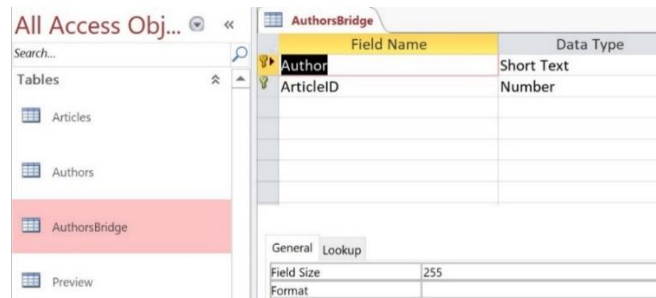 All Access Obj...
Search...
Tables
Articles
Authors
AuthorsBridge
Preview
AuthorsBridge
Field Name Data Type
Author Short Text
ArticleID Number
General Lookup
Field Size 255
Format